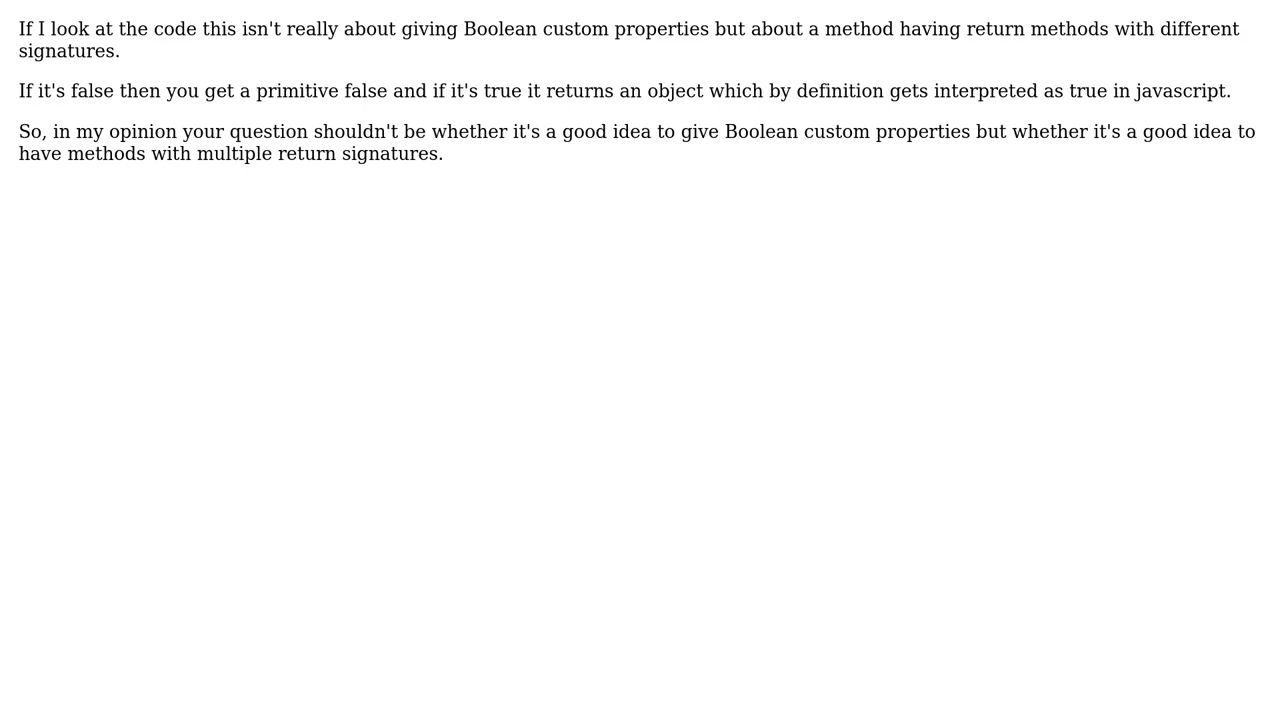 If I look at the code this isn't really about giving Boolean custom properties but about a method having return methods with different
signatures.
If it's false then you get a primitive false and if it's true it returns an object which by definition gets interpreted as true in javascript.
So, in my opinion your question shouldn't be whether it's a good idea to give Boolean custom properties but whether it's a good idea to
have methods with multiple return signatures.